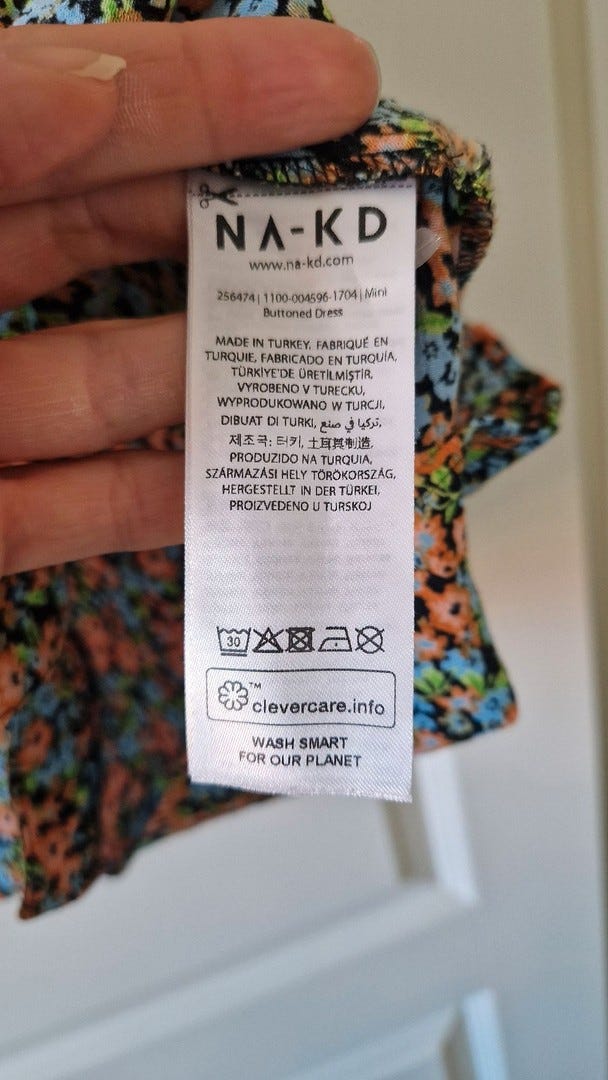 NA-KD
www.na-kd.com
256474 | 1100-004596-1704 | Mini
Buttoned Dress
MADE IN TURKEY, FABRIQUÉ EN
TURQUIE, FABRICADO EN TURQUÍA,
TÜRKİYE'DE ÜRETİLMİŞTİR,
VYROBENO V TURECKU,
WYPRODUKOWANO W TURCJI,
DIBUAT DI TURKI, تركيا في صنع,
제조국: 터키, 土耳其制造,
PRODUZIDO NA TURQUIA,
SZÁRMAZÁSI HELY TÖRÖKORSZÁG,
HERGESTELLT IN DER TÜRKEI,
PROIZVEDENO U TURSKOJ
30
™
clevercare.info
WASH SMART
FOR OUR PLANET